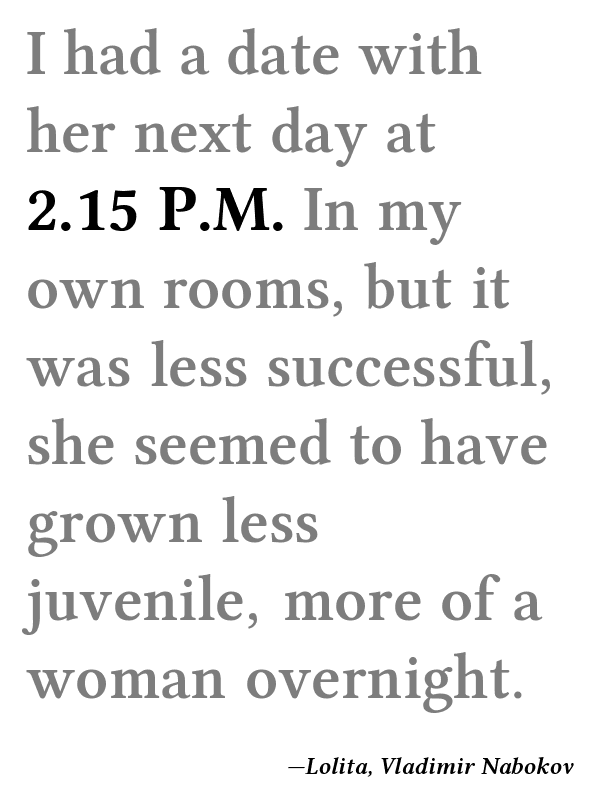 I had a date with
her next day at
2.15 P.M. In my
own rooms, but it
was less successful,
she seemed to have
grown less
juvenile, more of a
woman overnight.
—Lolita, Vladimir Nabokov